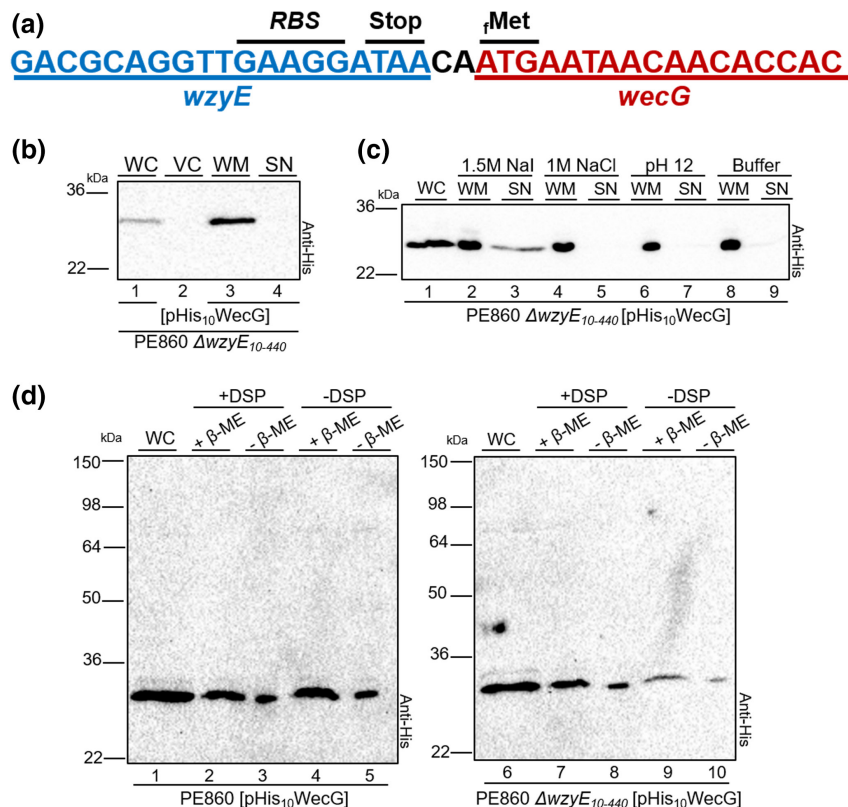 (a) RBS Stop fMet
GACGCAGGTTGAAGGATAACAATGAATAACAACACCAC
wzyE wecG
(b)
WC VC WM SN
kDa
36
22
Anti-His
1 2 3 4
[pHis10WecG]
PE860 ΔwzyE10-440
(c)
1.5M NaI 1M NaCl pH 12 Buffer
WC WM SN WM SN WM SN WM SN
kDa
36
22
Anti-His
1 2 3 4 5 6 7 8 9
PE860 ΔwzyE10-440 [pHis10WecG]
(d)
+DSP -DSP
WC + β-ME - β-ME + β-ME - β-ME
kDa
150
98
64
50
36
22
Anti-His
1 2 3 4 5
PE860 [pHis10WecG]
+DSP -DSP
WC + β-ME - β-ME + β-ME - β-ME
kDa
150
98
64
50
36
22
Anti-His
6 7 8 9 10
PE860 ΔwzyE10-440 [pHis10WecG]